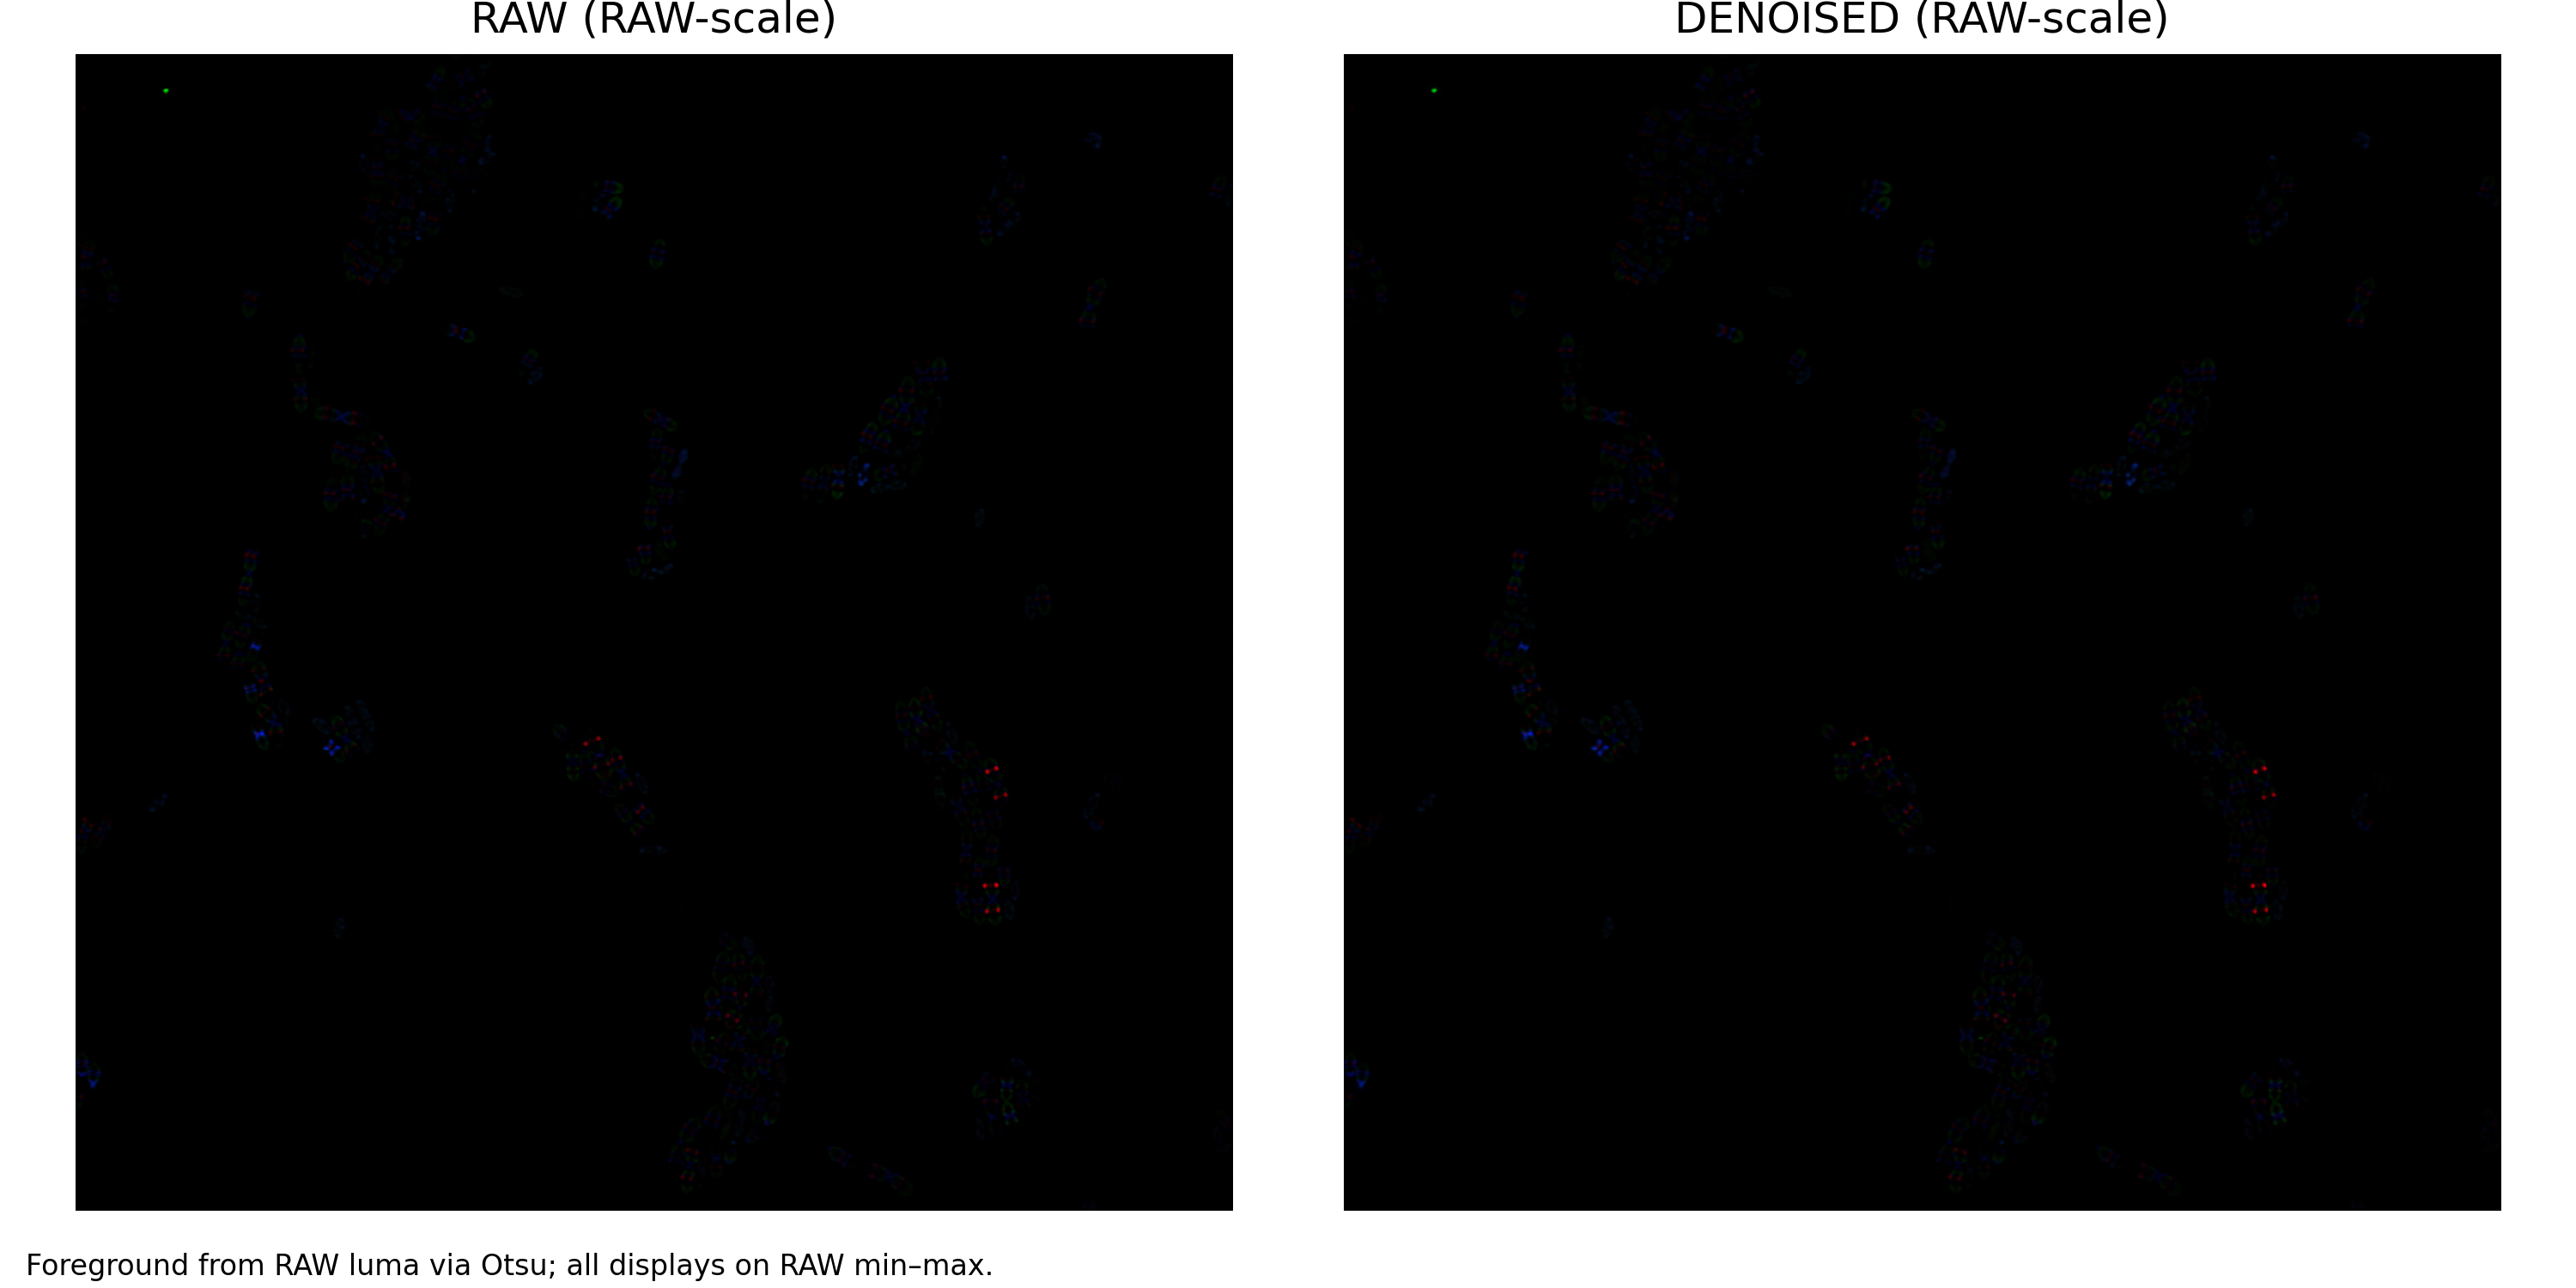 RAW (RAW-scale)
DENOISED (RAW-scale)
Foreground from RAW luma via Otsu; all displays on RAW min–max.